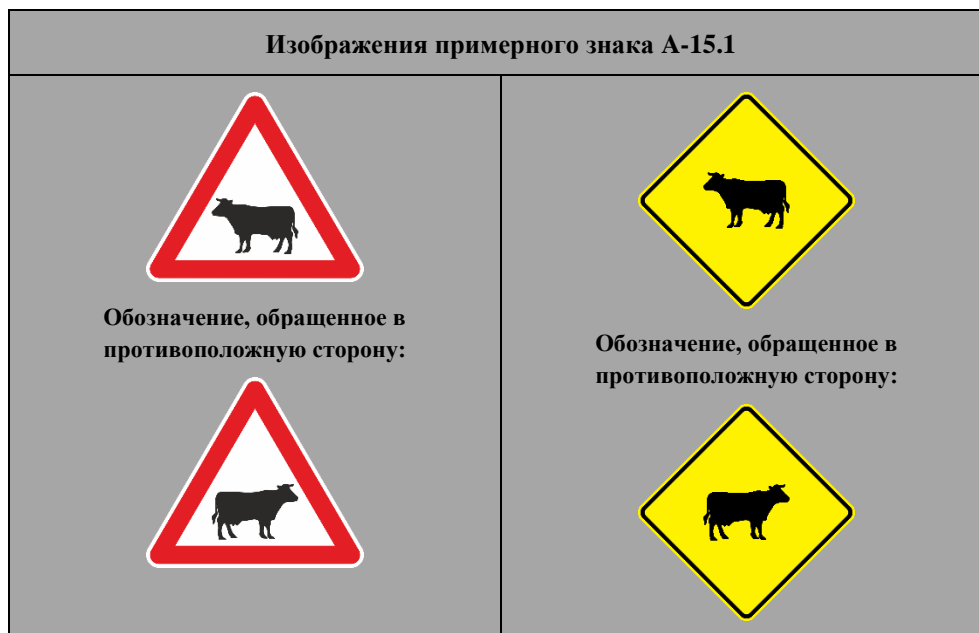 Изображения примерного знака A-15.1
Обозначение, обращенное в
противоположную сторону:
Обозначение, обращенное в
противоположную сторону: